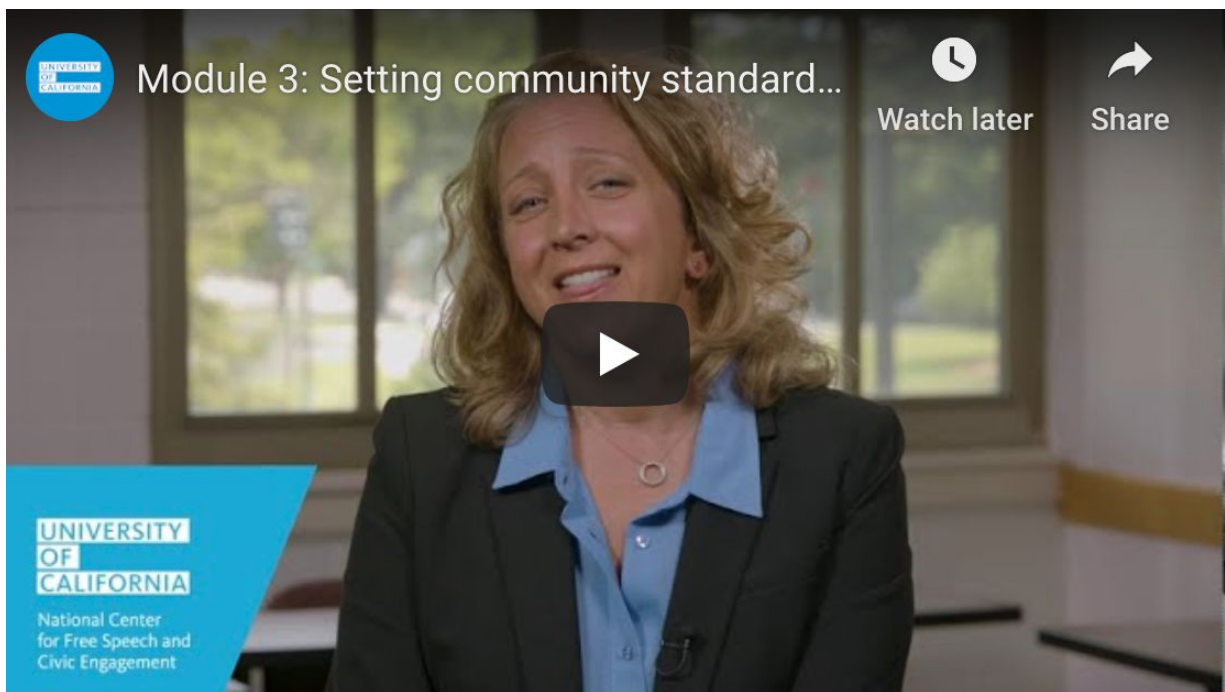 UNIVERSITY
OF
CALIFORNIA
Module 3: Setting community standard…
Watch later
Share
UNIVERSITY
OF
CALIFORNIA
National Center
for Free Speech and
Civic Engagement